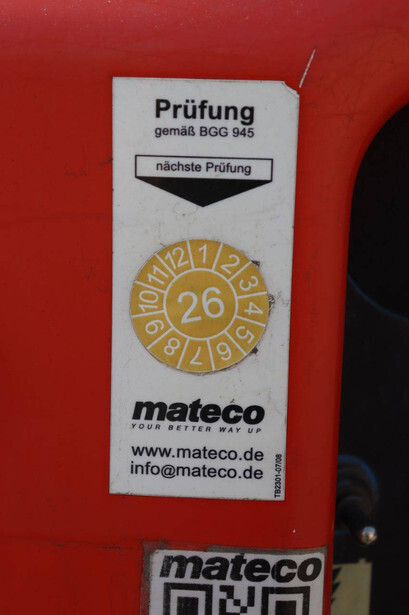 Prüfung
gemäß BGG 945
nächste Prüfung
1 2 3 4 5 6 7 8 9 10 11 12
26
mateco
YOUR BETTER WAY UP
www.mateco.de
info@mateco.de
TB2301-07/08
mateco